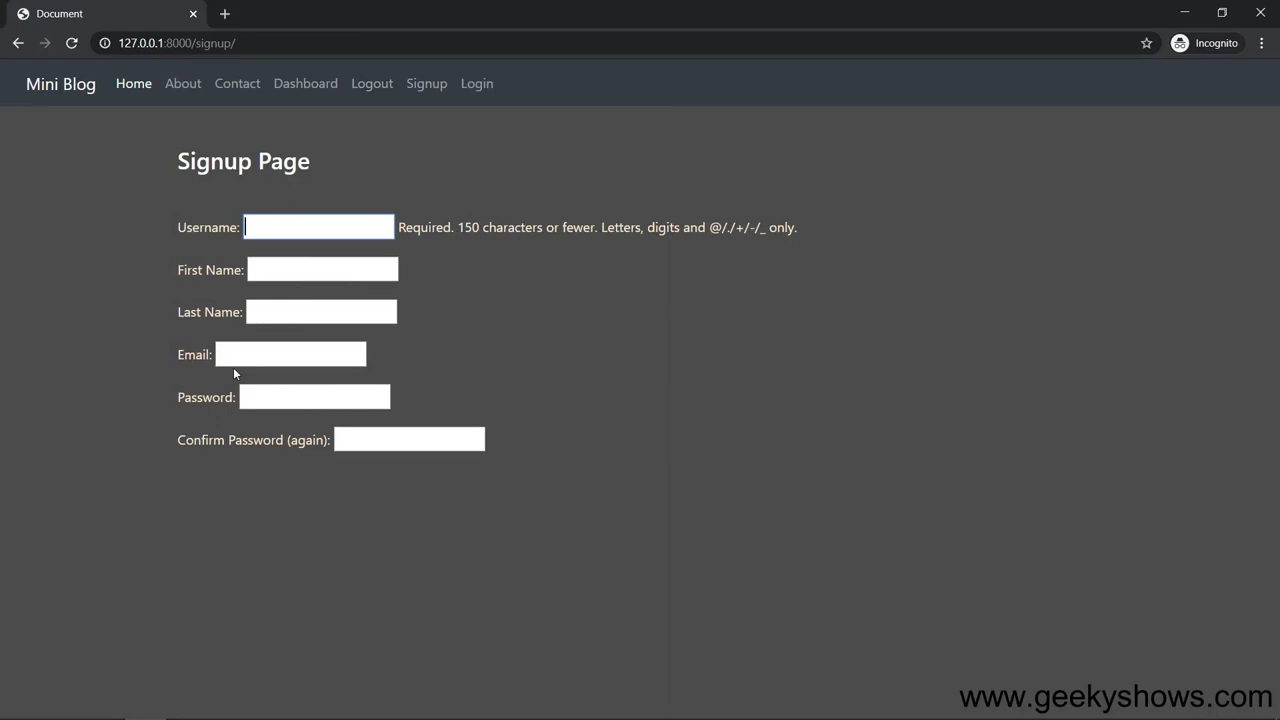 Document
127.0.0.1:8000/signup/
Incognito
Mini Blog Home About Contact Dashboard Logout Signup Login
Signup Page
Username: Required. 150 characters or fewer. Letters, digits and @/./+/-/_ only.
First Name:
Last Name:
Email:
Password:
Confirm Password (again):
www.geekyshows.com